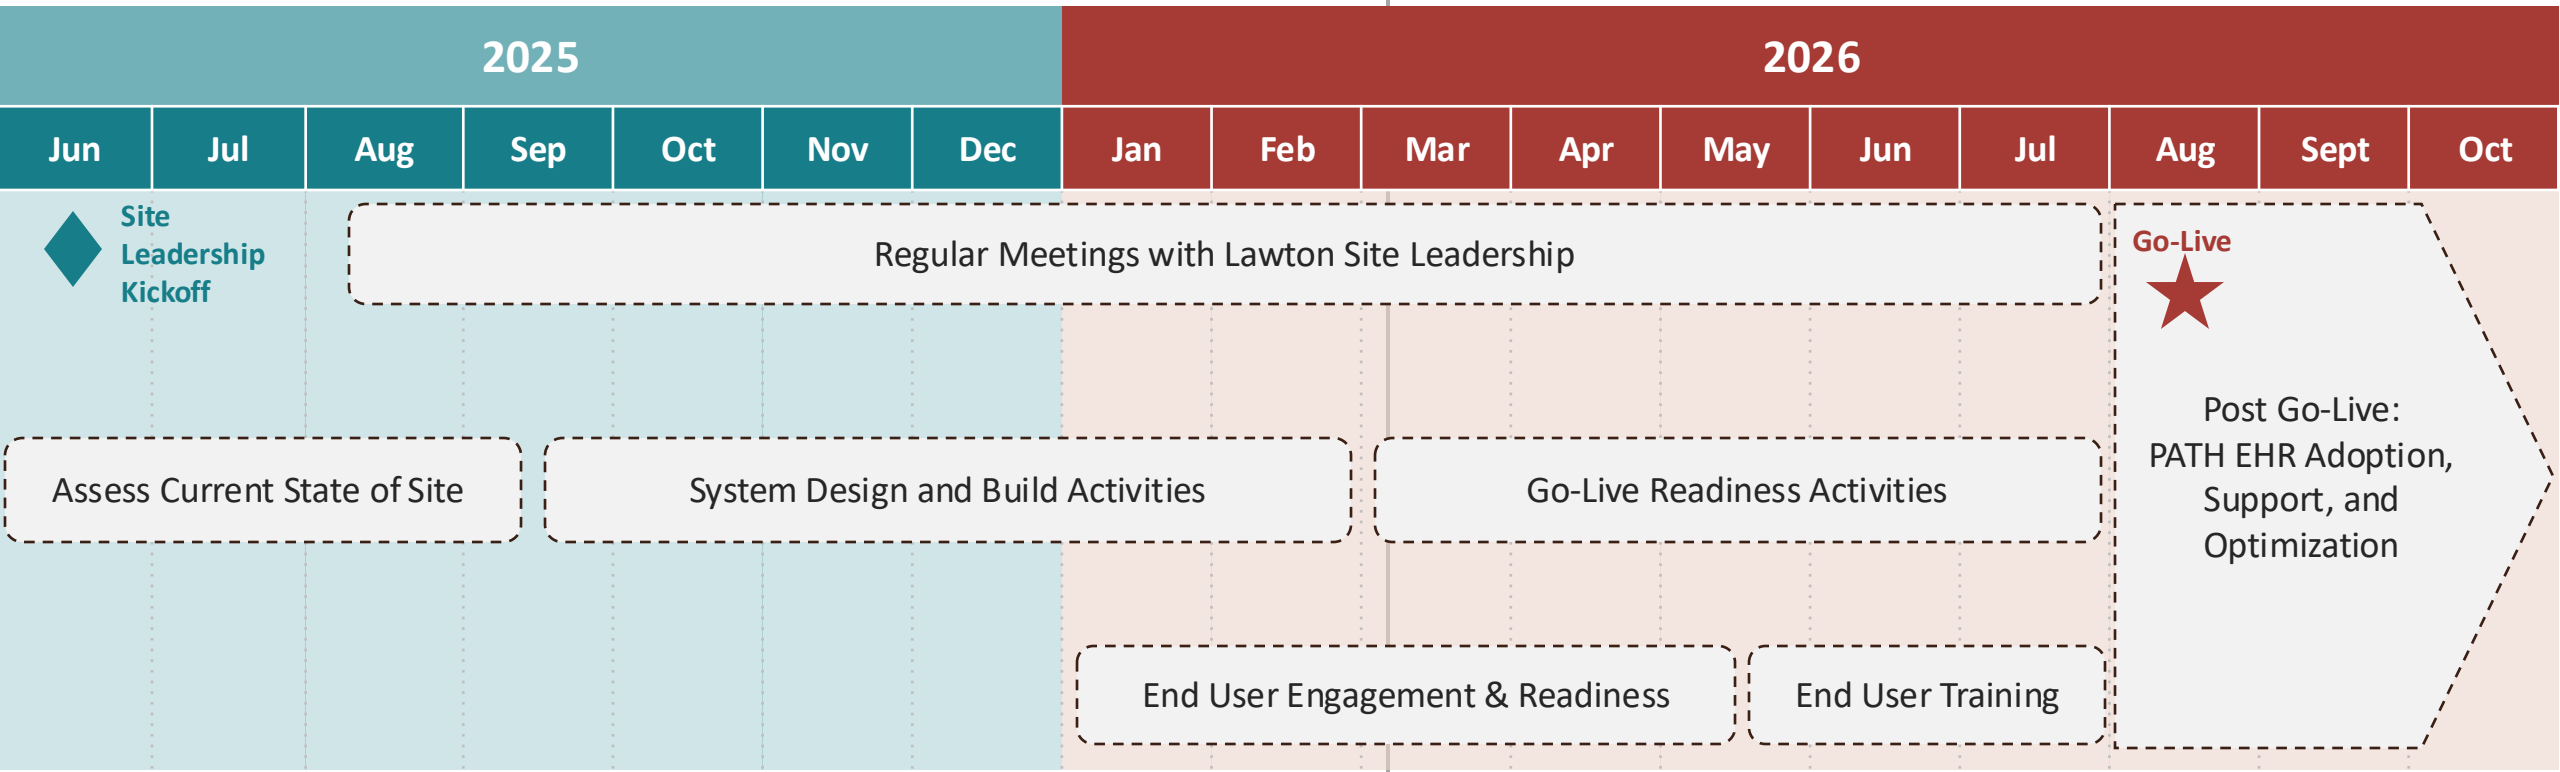 2025
2026
Jun
Jul
Aug
Sep
Oct
Nov
Dec
Jan
Feb
Mar
Apr
May
Jun
Jul
Aug
Sept
Oct
Site
Leadership
Kickoff
Regular Meetings with Lawton Site Leadership
Go-Live
Assess Current State of Site
System Design and Build Activities
Go-Live Readiness Activities
Post Go-Live:
PATH EHR Adoption,
Support, and
Optimization
End User Engagement & Readiness
End User Training